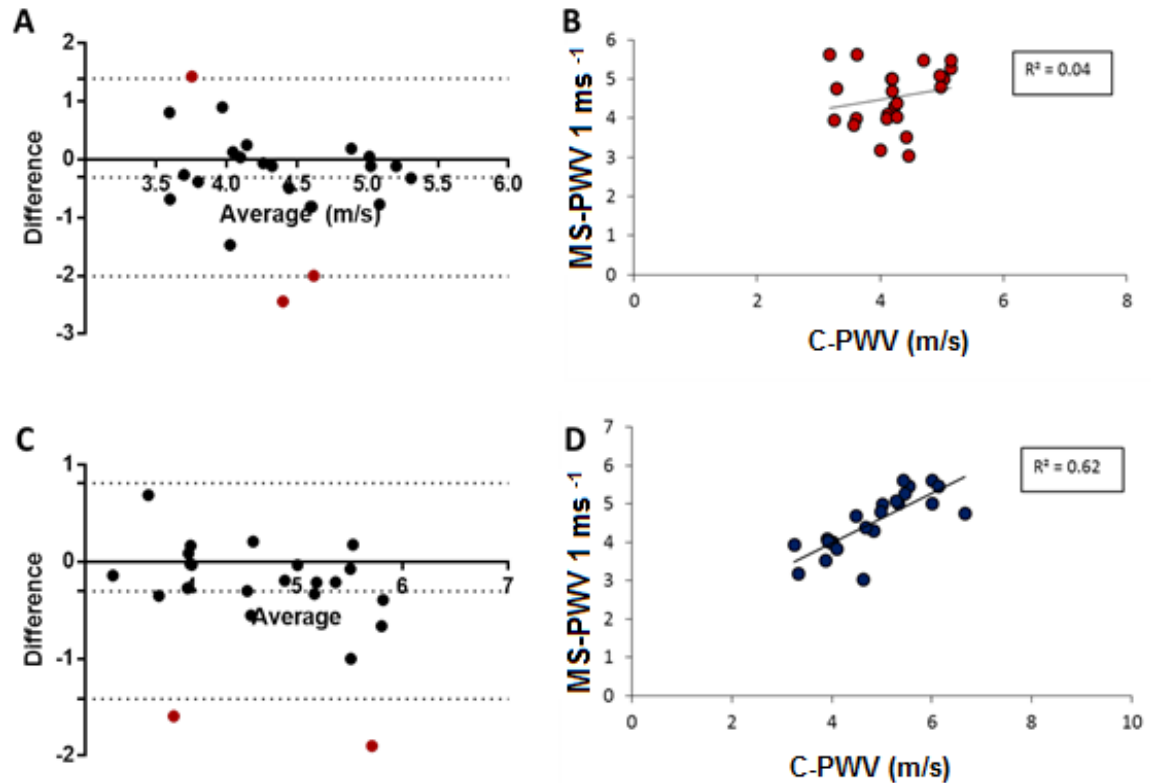 A
2
1
0
-1
-2
-3
Difference
3.5 4.0 4.5 5.0 5.5 6.0
Average (m/s)
B
6
5
4
3
2
1
0
MS-PWV 1 ms -1
R² = 0.04
0 2 4 6 8
C-PWV (m/s)
C
1
0
-1
-2
Difference
4 5 6 7
Average
D
7
6
5
4
3
2
1
0
MS-PWV 1 ms -1
R² = 0.62
0 2 4 6 8 10
C-PWV (m/s)